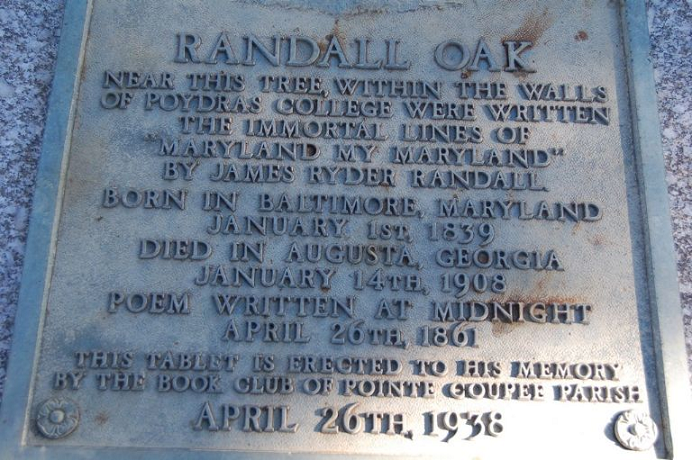 RANDALL OAK
NEAR THIS TREE, WITHIN THE WALLS
OF POYDRAS COLLEGE WERE WRITTEN
THE IMMORTAL LINES OF
"MARYLAND MY MARYLAND"
BY JAMES RYDER RANDALL
BORN IN BALTIMORE, MARYLAND
JANUARY 1ST, 1839
DIED IN AUGUSTA, GEORGIA
JANUARY 14TH, 1908
POEM WRITTEN AT MIDNIGHT
APRIL 26TH, 1861
THIS TABLET IS ERECTED TO HIS MEMORY
BY THE BOOK CLUB OF POINTE COUPEE PARISH
APRIL 26TH, 1938